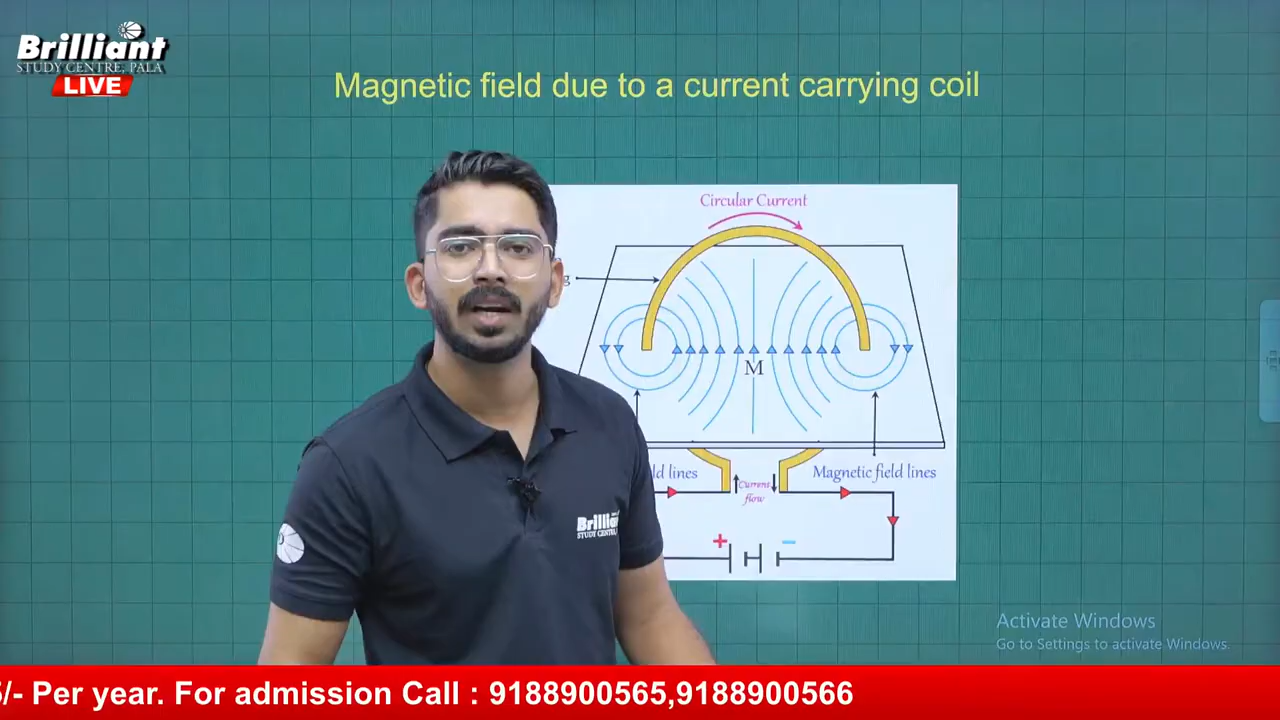 Brilliant
STUDY CENTRE, PALA
LIVE
Magnetic field due to a current carrying coil
Circular Current
g
M
ld lines
Magnetic field lines
Current
flow
+
−
Brilliant
STUDY CENTRE,
Activate Windows
Go to Settings to activate Windows.
/- Per year. For admission Call : 9188900565,9188900566